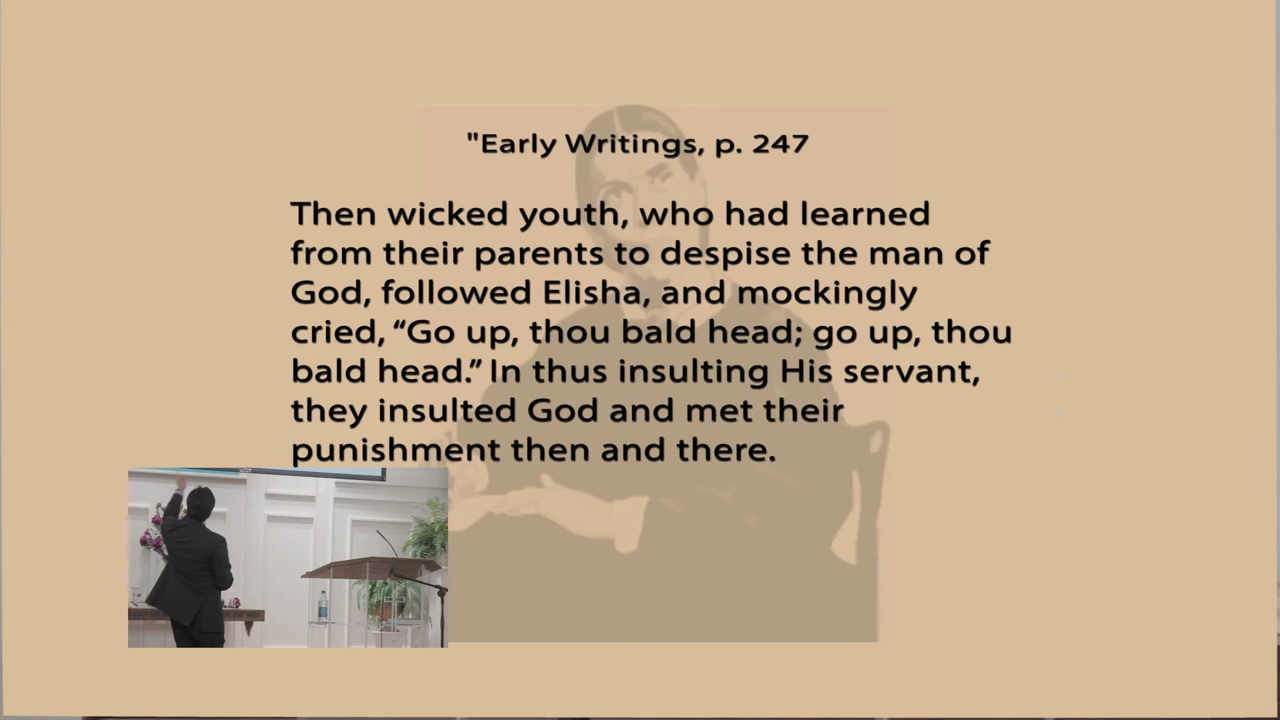 "Early Writings, p. 247
Then wicked youth, who had learned
from their parents to despise the man of
God, followed Elisha, and mockingly
cried, “Go up, thou bald head; go up, thou
bald head.” In thus insulting His servant,
they insulted God and met their
punishment then and there.